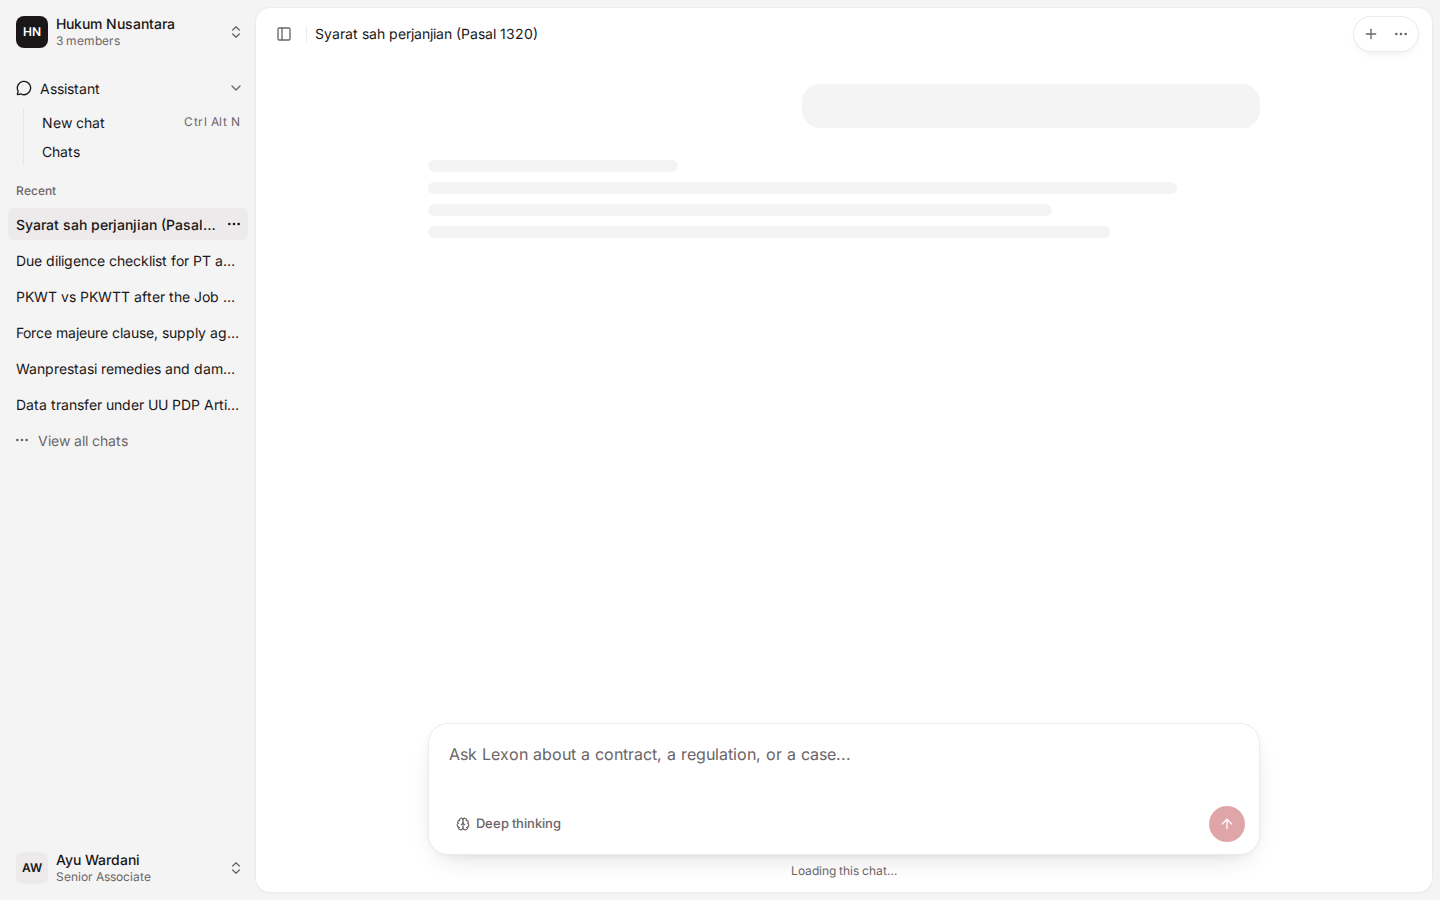 HN
Hukum Nusantara
3 members
Assistant
New chat
Ctrl Alt N
Chats
Recent
Syarat sah perjanjian (Pasal...
Due diligence checklist for PT a...
PKWT vs PKWTT after the Job ...
Force majeure clause, supply ag...
Wanprestasi remedies and dam...
Data transfer under UU PDP Arti...
View all chats
AW
Ayu Wardani
Senior Associate
Syarat sah perjanjian (Pasal 1320)
Ask Lexon about a contract, a regulation, or a case...
Deep thinking
Loading this chat...